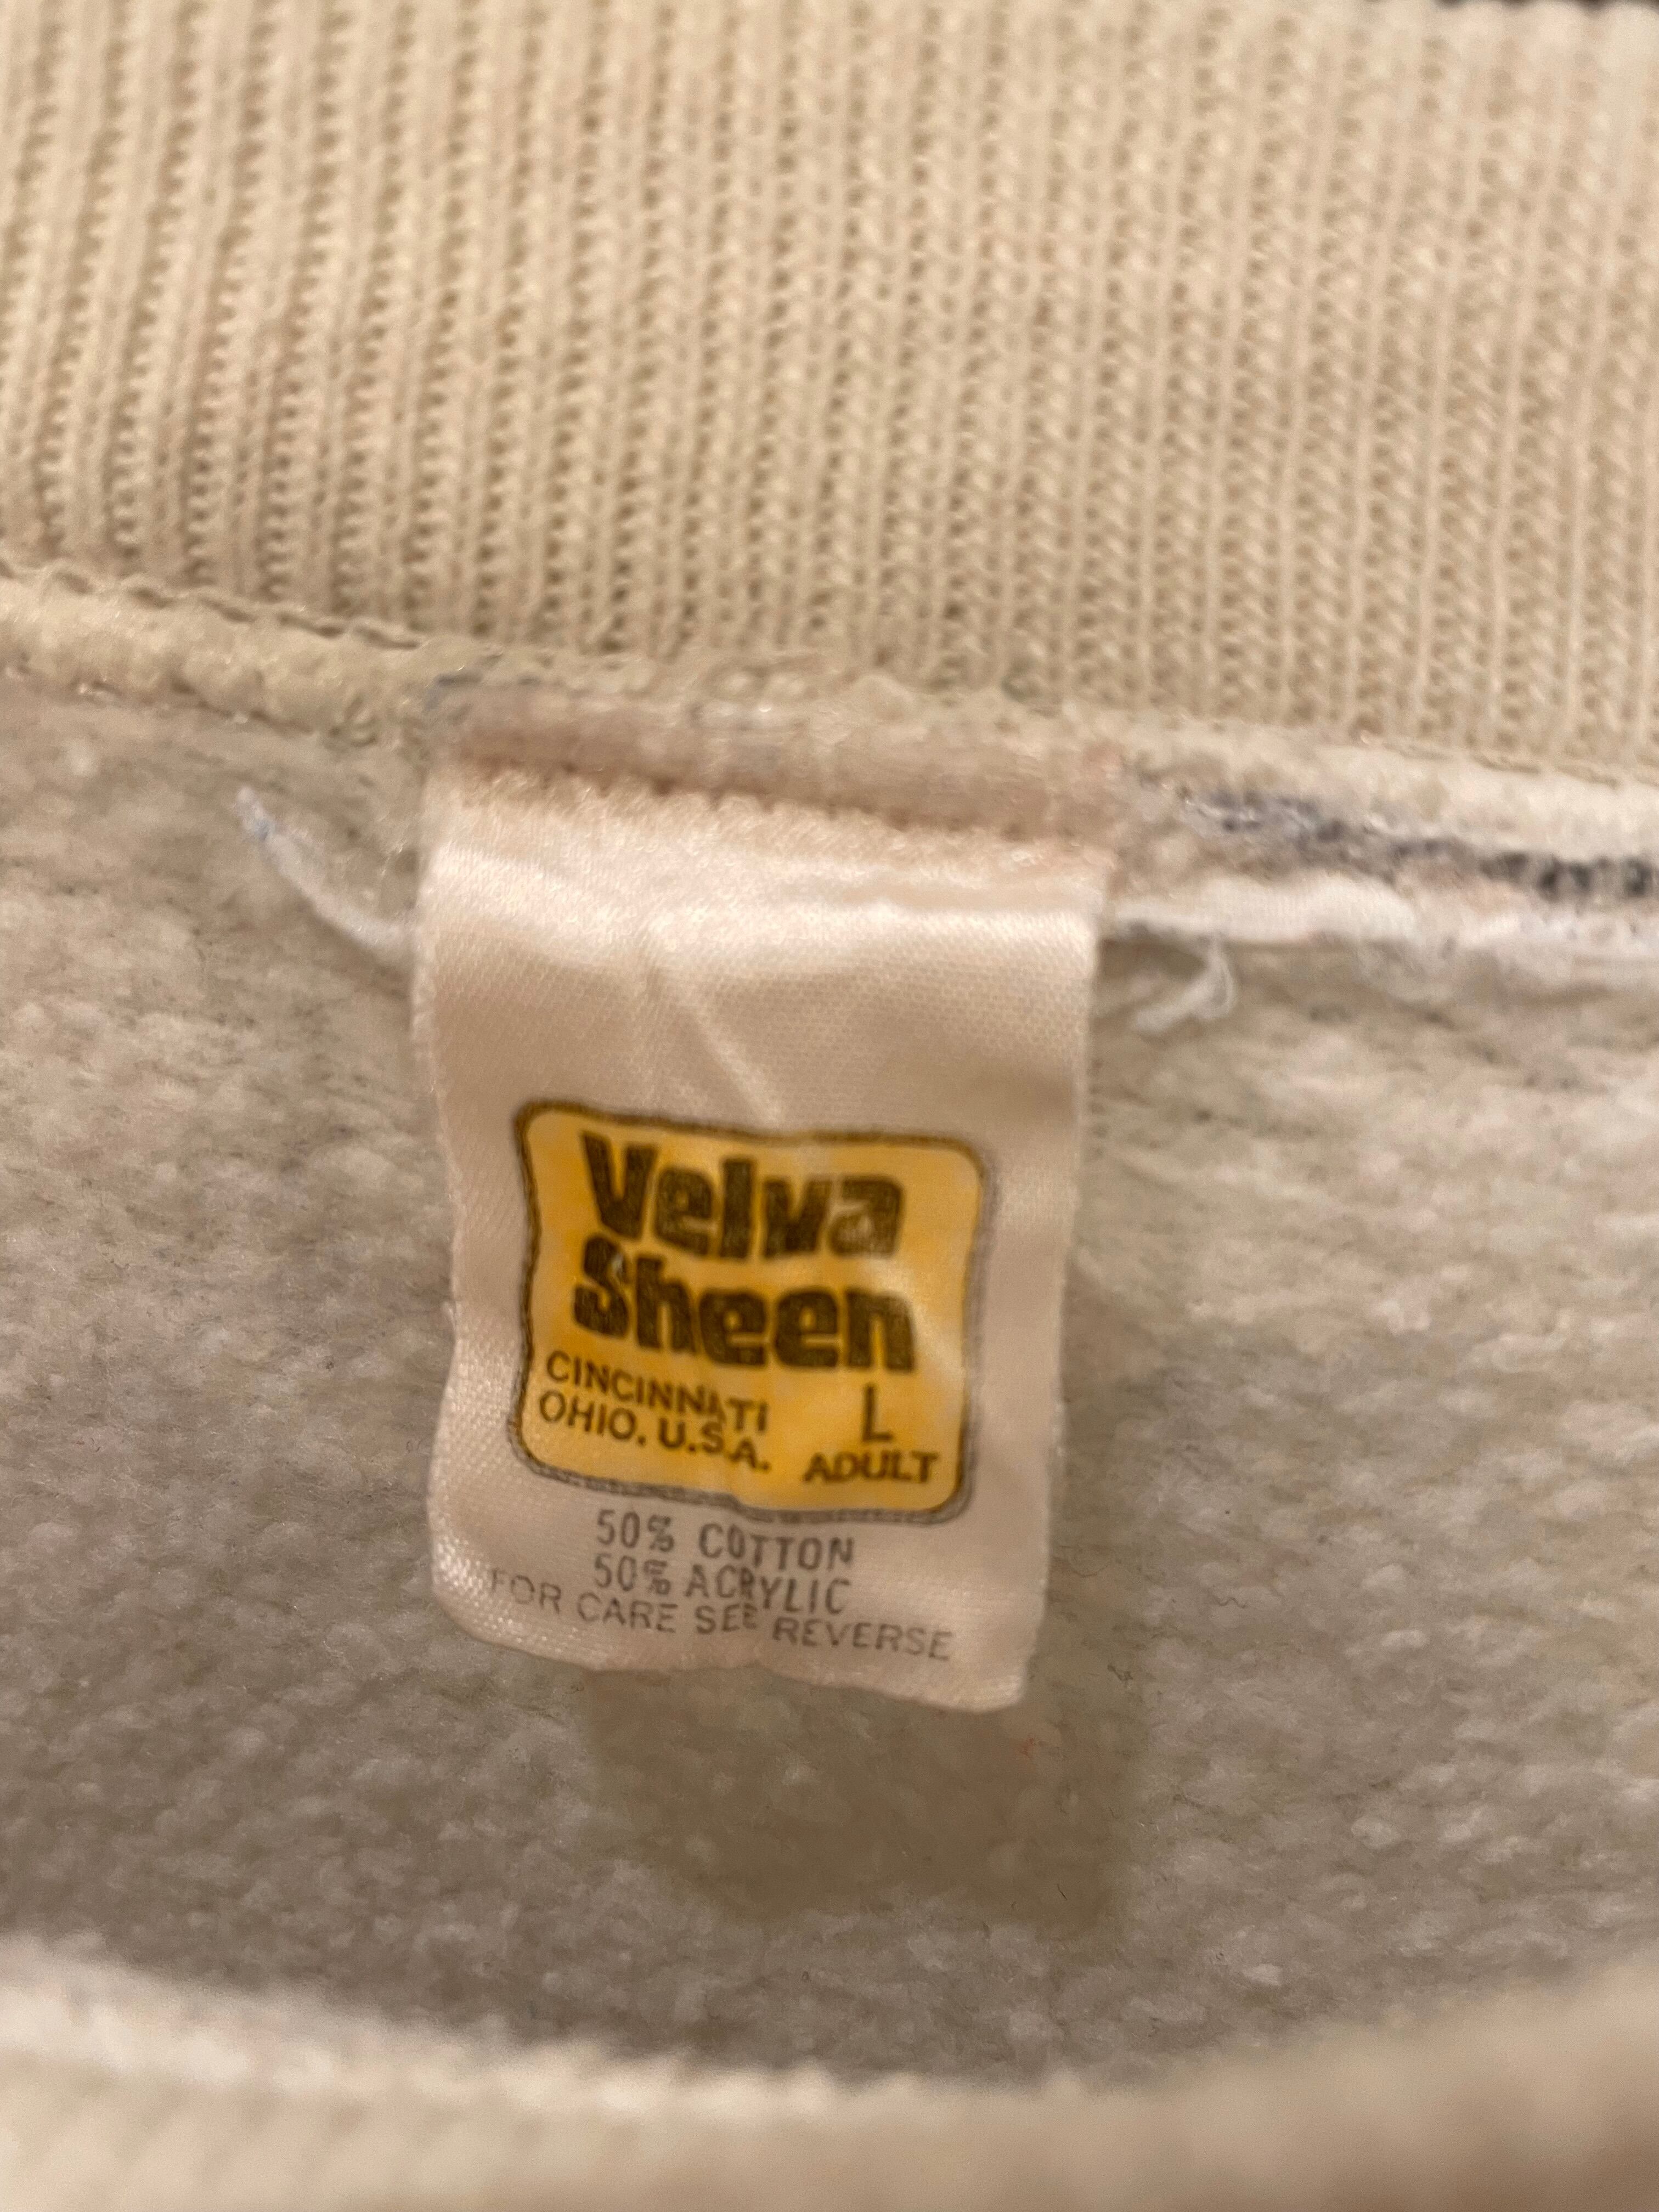 Velva
Sheen
CINCINNATI
OHIO. U.S.A.
L
ADULT
50% COTTON
50% ACRYLIC
FOR CARE SEE REVERSE